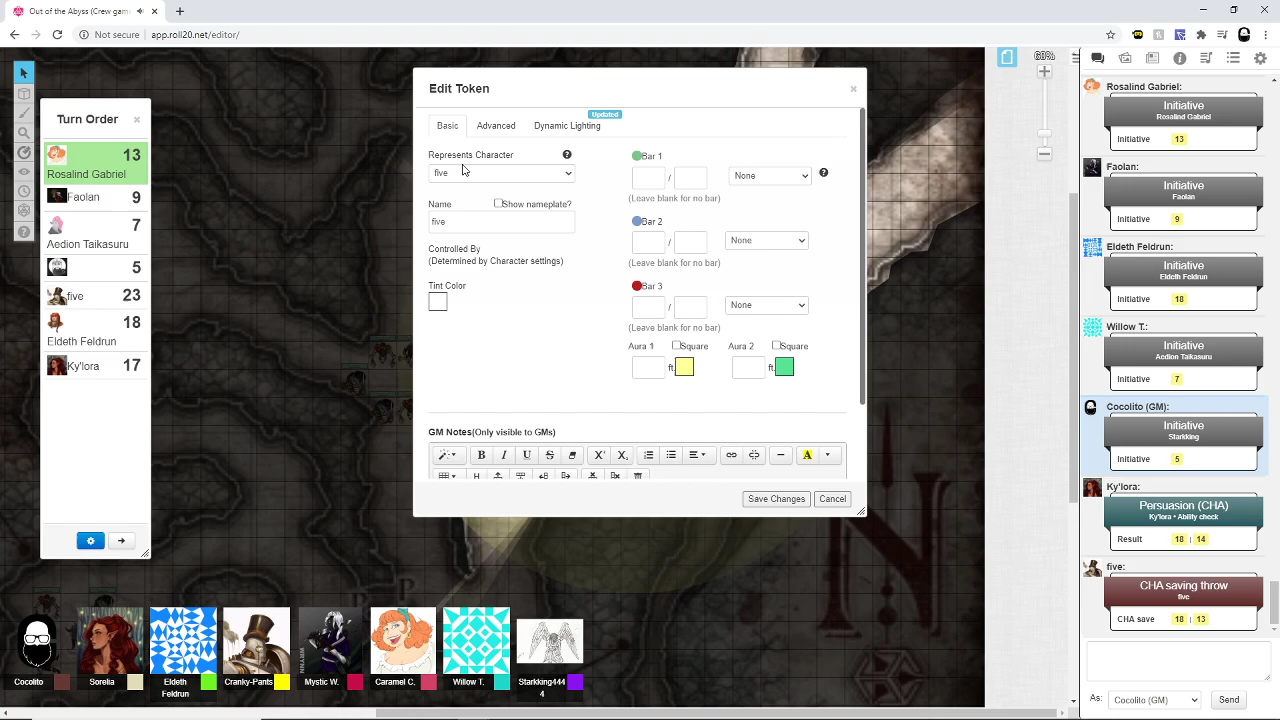 Out of the Abyss (Crew gam
Not secure
app.roll20.net/editor/
68%
Turn Order
Rosalind Gabriel
13
Faolan
9
Aedion Taikasuru
7
5
five
23
Eldeth Feldrun
18
Ky'lora
17
Edit Token
Updated
Basic
Advanced
Dynamic Lighting
Represents Character
five
Name
Show nameplate?
five
Controlled By
(Determined by Character settings)
Tint Color
Bar 1
/
None
(Leave blank for no bar)
Bar 2
/
None
(Leave blank for no bar)
Bar 3
/
None
(Leave blank for no bar)
Aura 1
Square
Aura 2
Square
ft.
ft.
GM Notes(Only visible to GMs)
Save Changes
Cancel
Rosalind Gabriel:
Initiative
Rosalind Gabriel
Initiative 13
Faolan:
Initiative
Faolan
Initiative 9
Eldeth Feldrun:
Initiative
Eldeth Feldrun
Initiative 18
Willow T.:
Initiative
Aedion Taikasuru
Initiative 7
Cocolito (GM):
Initiative
Starkking
Initiative 5
Ky'lora:
Persuasion (CHA)
Ky'lora • Ability check
Result 18 | 14
five:
CHA saving throw
five
CHA save 18 | 13
As:
Cocolito (GM)
Send
Cocolito
Sorelia
Eldeth
Feldrun
Cranky-Pants
Mystic W.
Caramel C.
Willow T.
Starkking444
4